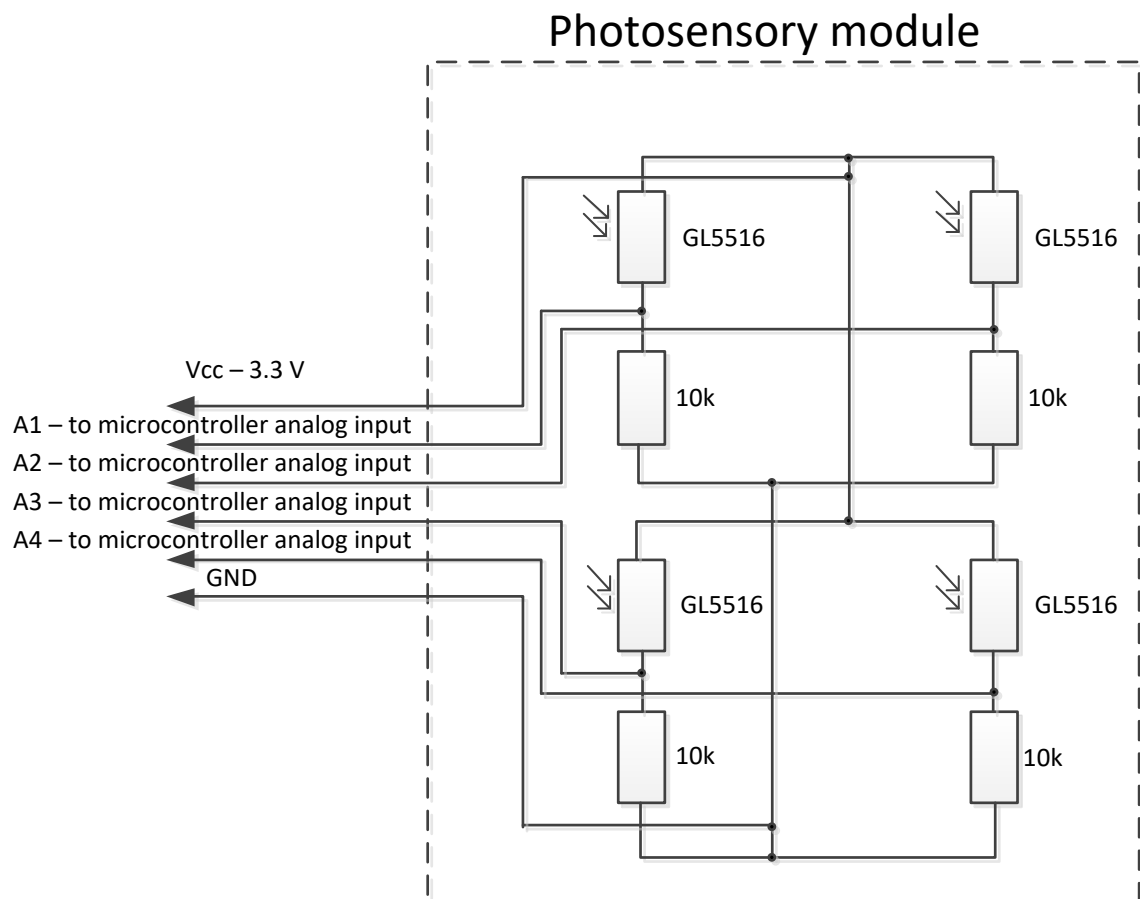 Photosensory module
GL5516
GL5516
Vcc – 3.3 V
10k
10k
A1 – to microcontroller analog input
A2 – to microcontroller analog input
A3 – to microcontroller analog input
A4 – to microcontroller analog input
GND
GL5516
GL5516
10k
10k